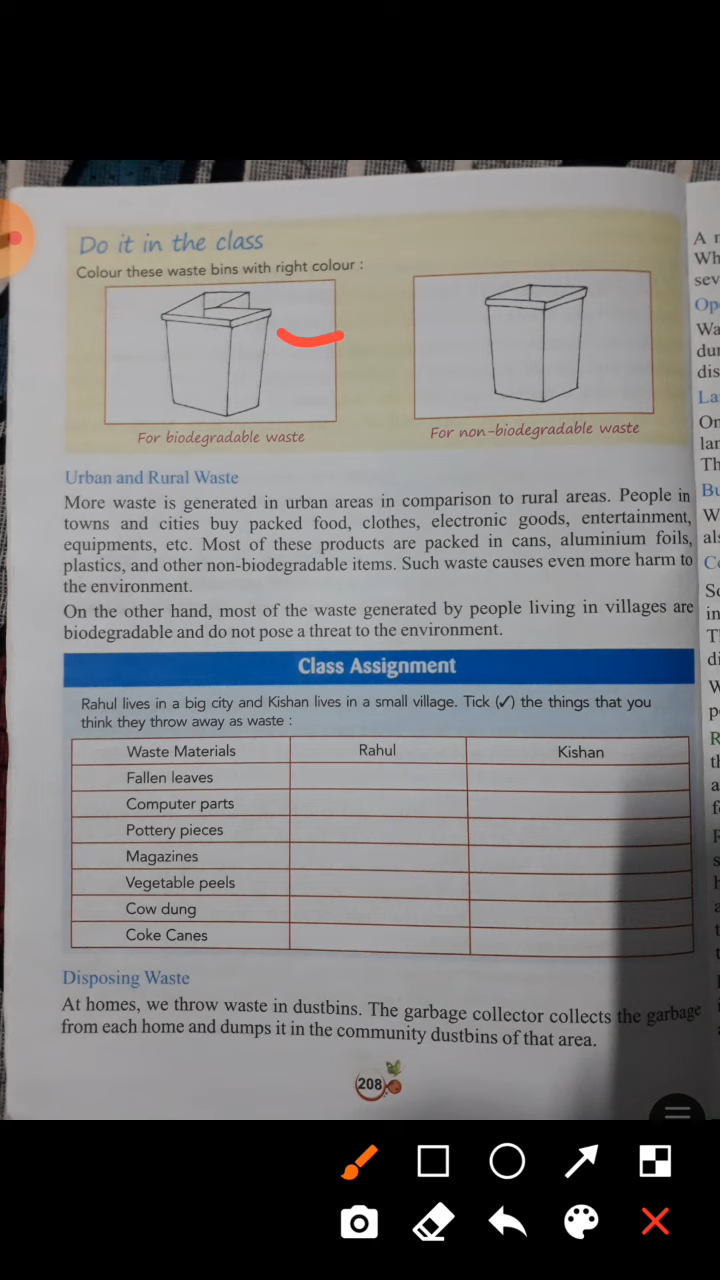 Do it in the class
Colour these waste bins with right colour :
For biodegradable waste
For non-biodegradable waste
Urban and Rural Waste
More waste is generated in urban areas in comparison to rural areas. People in
towns and cities buy packed food, clothes, electronic goods, entertainment,
equipments, etc. Most of these products are packed in cans, aluminium foils,
plastics, and other non-biodegradable items. Such waste causes even more harm to
the environment.
On the other hand, most of the waste generated by people living in villages are
biodegradable and do not pose a threat to the environment.
Class Assignment
Rahul lives in a big city and Kishan lives in a small village. Tick (✓) the things that you
think they throw away as waste :
Waste Materials Rahul Kishan
Fallen leaves
Computer parts
Pottery pieces
Magazines
Vegetable peels
Cow dung
Coke Canes
Disposing Waste
At homes, we throw waste in dustbins. The garbage collector collects the garbage
from each home and dumps it in the community dustbins of that area.
208